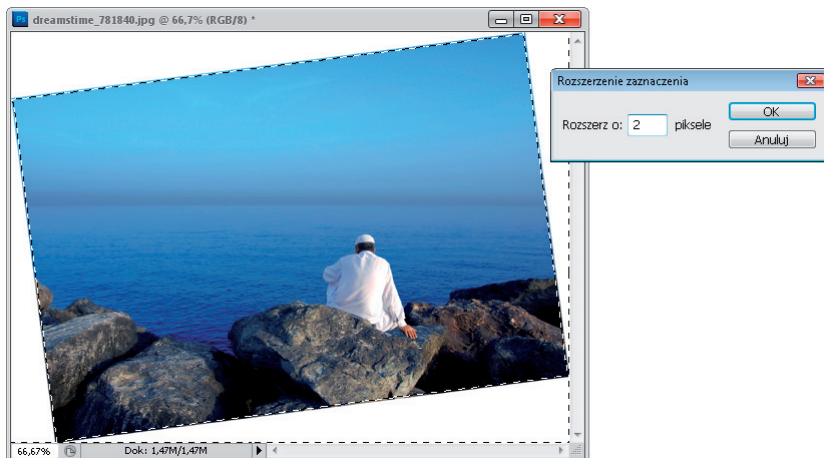 Ps dreamstime_781840.jpg @ 66,7% (RGB/8) *
Rozszerzenie zaznaczenia
Rozszerz o: 2 piksele
OK
Anuluj
66,67% Dok: 1,47M/1,47M